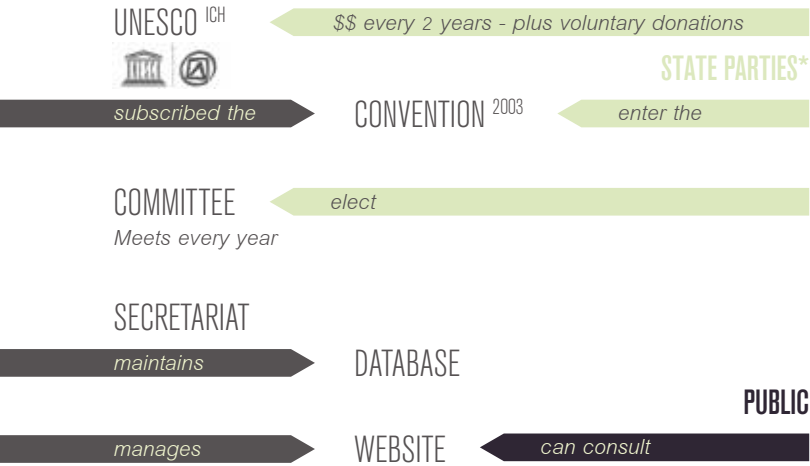 UNESCO ICH
$$ every 2 years - plus voluntary donations
STATE PARTIES*
subscribed the
CONVENTION 2003
enter the
COMMITTEE
elect
Meets every year
SECRETARIAT
maintains
DATABASE
PUBLIC
manages
WEBSITE
can consult